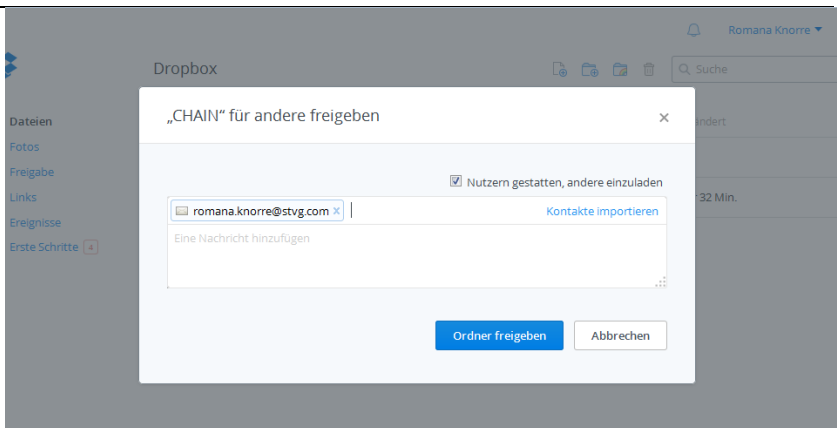 Romana Knorre
Dropbox
Suche
„CHAIN“ für andere freigeben
×
Dateien
Fotos
Freigabe
Links
Ereignisse
Erste Schritte 4
ändert
32 Min.
Nutzern gestatten, andere einzuladen
romana.knorre@stvg.com x
Kontakte importieren
Eine Nachricht hinzufügen
Ordner freigeben
Abbrechen